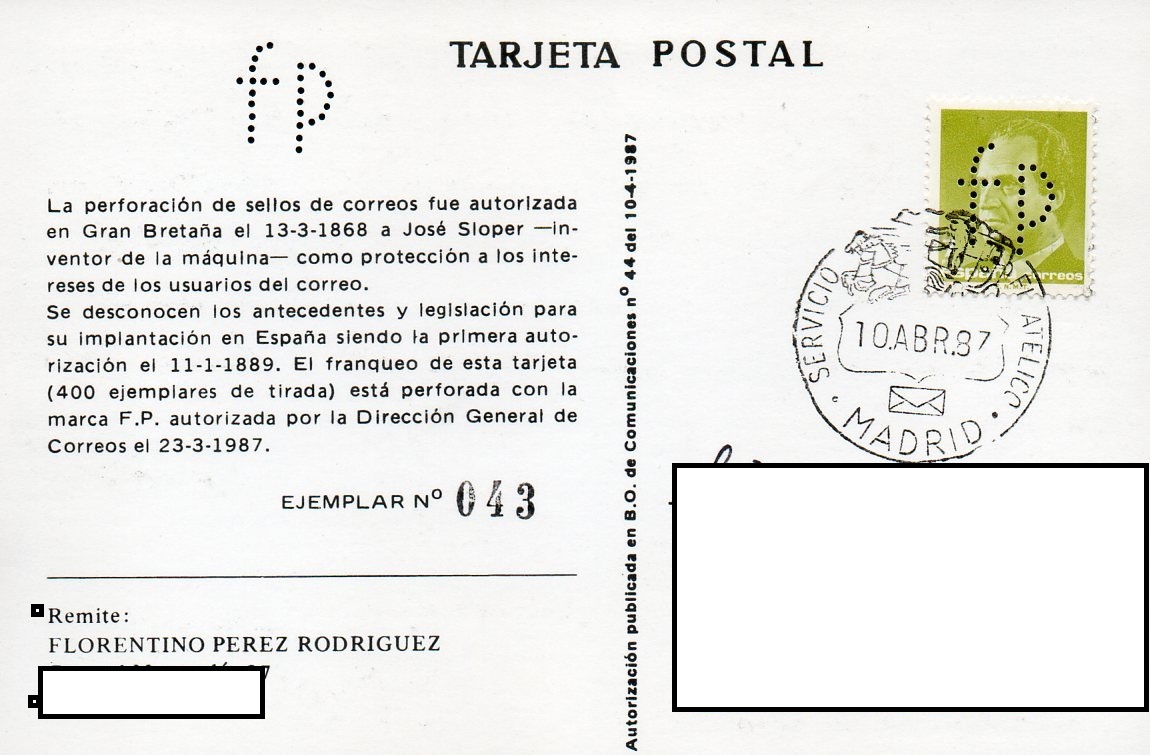 fp
TARJETA POSTAL
La perforación de sellos de correos fue autorizada
en Gran Bretaña el 13-3-1868 a José Sloper —in-
ventor de la máquina— como protección a los inte-
reses de los usuarios del correo.
Se desconocen los antecedentes y legislación para
su implantación en España siendo la primera auto-
rización el 11-1-1889. El franqueo de esta tarjeta
(400 ejemplares de tirada) está perforada con la
marca F.P. autorizada por la Dirección General de
Correos el 23-3-1987.
EJEMPLAR Nº 043
Remite:
FLORENTINO PEREZ RODRIGUEZ
Autorización publicada en B.O. de Comunicaciones nº 44 del 10-4-1987
fp
correos
SERVICIO FILATELICO
10.ABR.87
MADRID